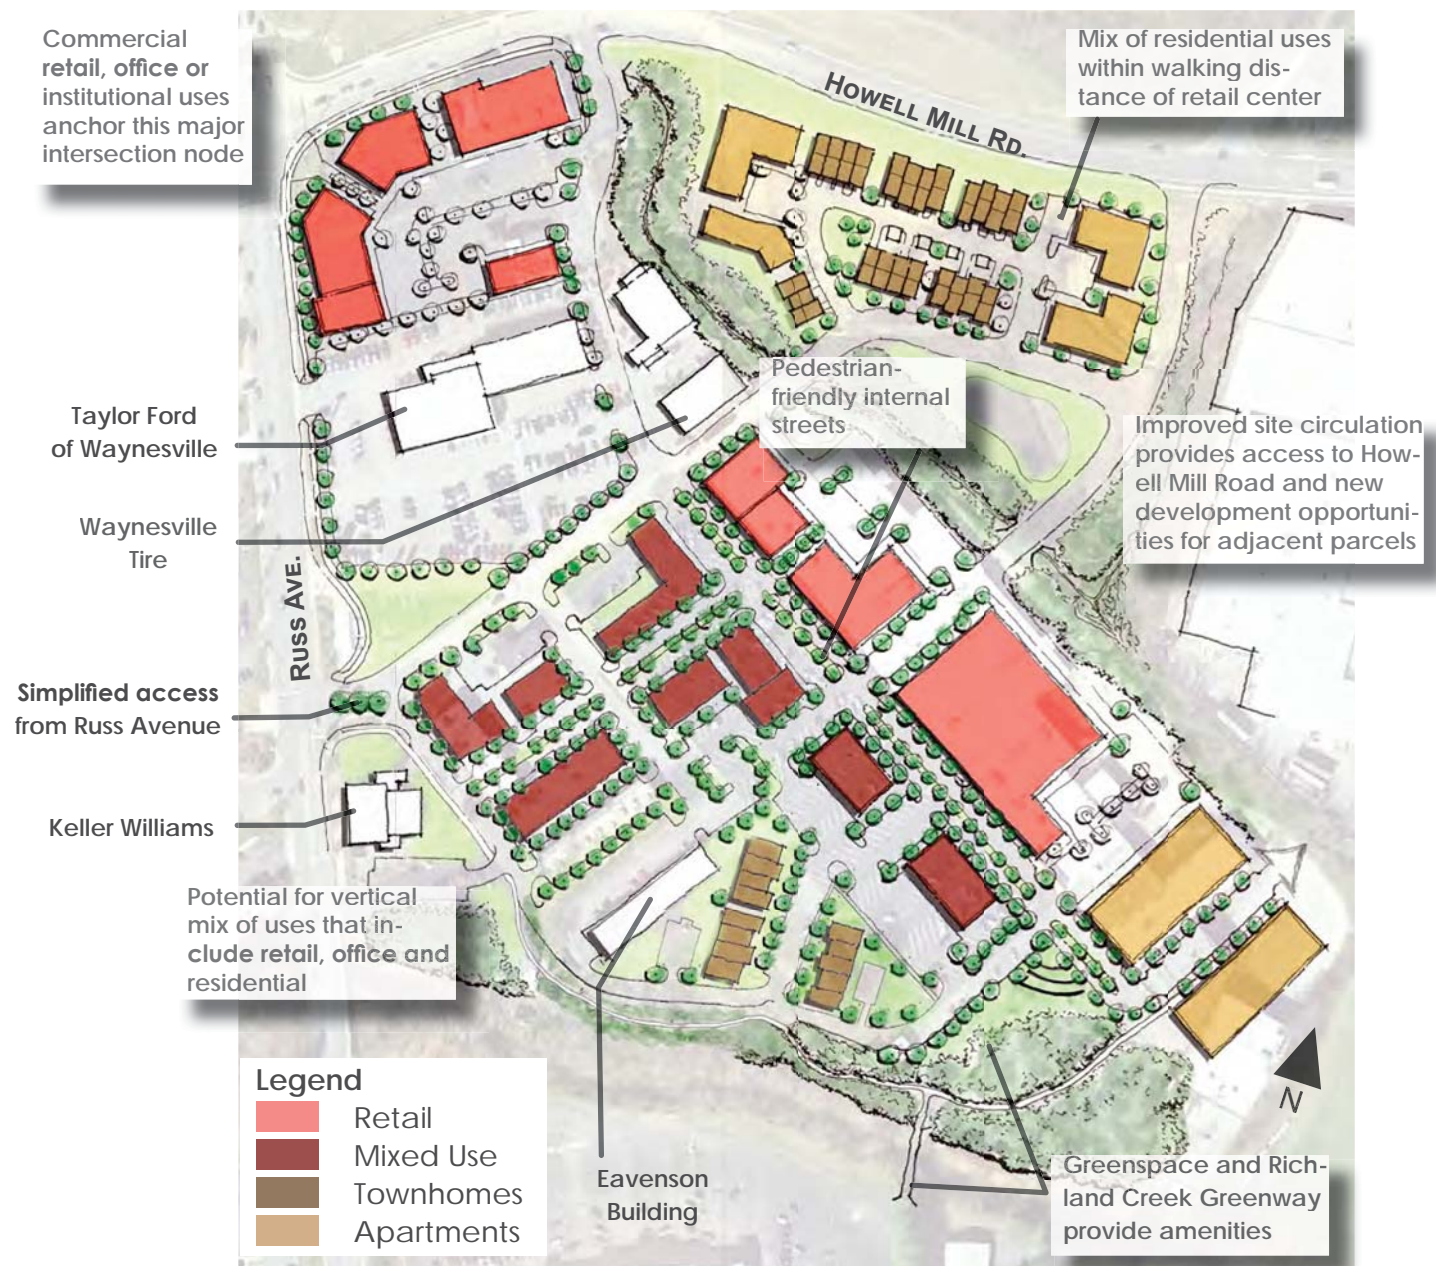 Commercial
retail, office or
institutional uses
anchor this major
intersection node
Mix of residential uses
within walking dis-
tance of retail center
HOWELL MILL RD.
Pedestrian-
friendly internal
streets
Taylor Ford
of Waynesville
Improved site circulation
provides access to How-
ell Mill Road and new
development opportuni-
ties for adjacent parcels
Waynesville
Tire
RUSS AVE.
Simplified access
from Russ Avenue
Keller Williams
Potential for vertical
mix of uses that in-
clude retail, office and
residential
Legend
Retail
Mixed Use
Townhomes
Apartments
Eavenson
Building
N
Greenspace and Rich-
land Creek Greenway
provide amenities